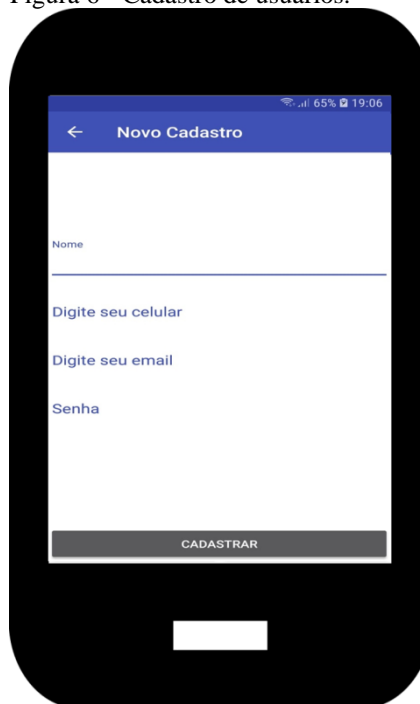 Figura 6 - Cadastro de usuários.
65% 19:06
Novo Cadastro
Nome
Digite seu celular
Digite seu email
Senha
CADASTRAR